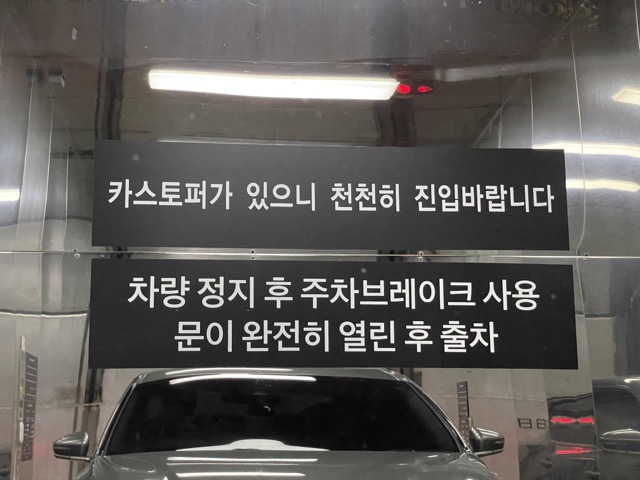 카스토퍼가 있으니 천천히 진입바랍니다
차량 정지 후 주차브레이크 사용
문이 완전히 열린 후 출차